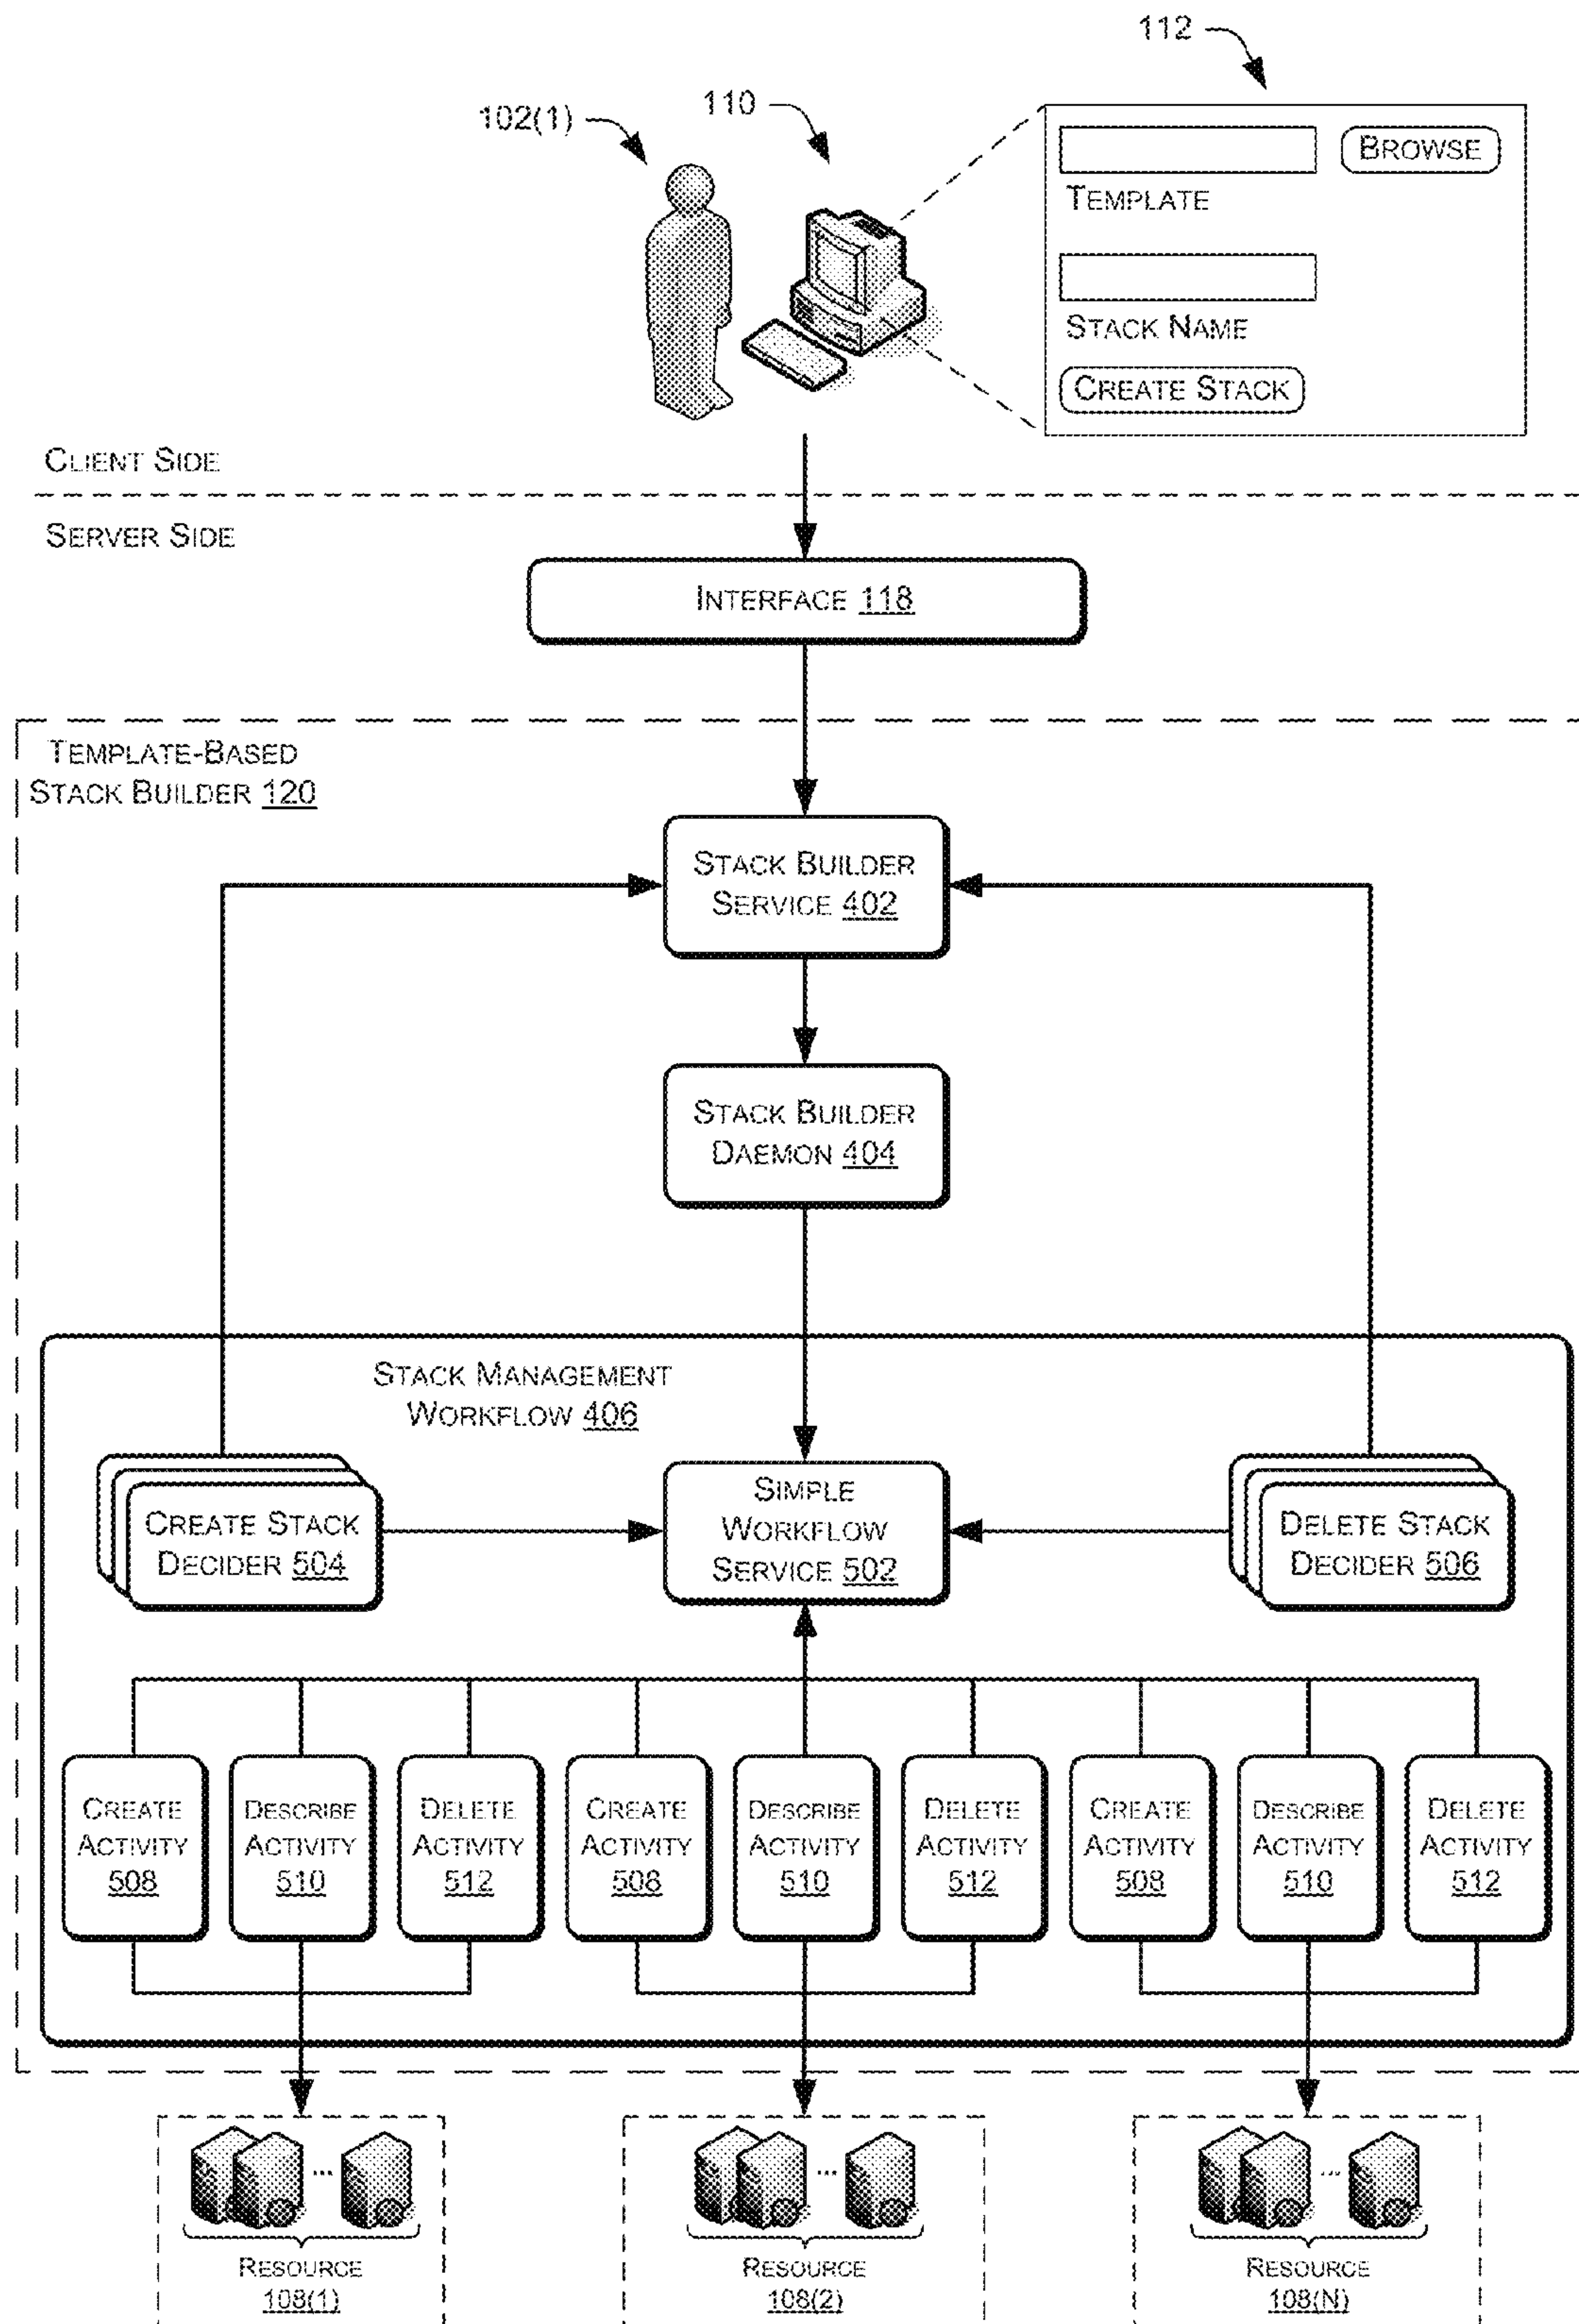 112
110
102(1)
BROWSE
TEMPLATE
STACK NAME
CREATE STACK
CLIENT SIDE
SERVER SIDE
INTERFACE 118
TEMPLATE-BASED
STACK BUILDER 120
STACK BUILDER
SERVICE 402
STACK BUILDER
DAEMON 404
STACK MANAGEMENT
WORKFLOW 406
CREATE STACK
DECIDER 504
SIMPLE
WORKFLOW
SERVICE 502
DELETE STACK
DECIDER 506
CREATE
ACTIVITY
508
DESCRIBE
ACTIVITY
510
DELETE
ACTIVITY
512
CREATE
ACTIVITY
508
DESCRIBE
ACTIVITY
510
DELETE
ACTIVITY
512
CREATE
ACTIVITY
508
DESCRIBE
ACTIVITY
510
DELETE
ACTIVITY
512
...
RESOURCE
108(1)
...
RESOURCE
108(2)
...
RESOURCE
108(N)